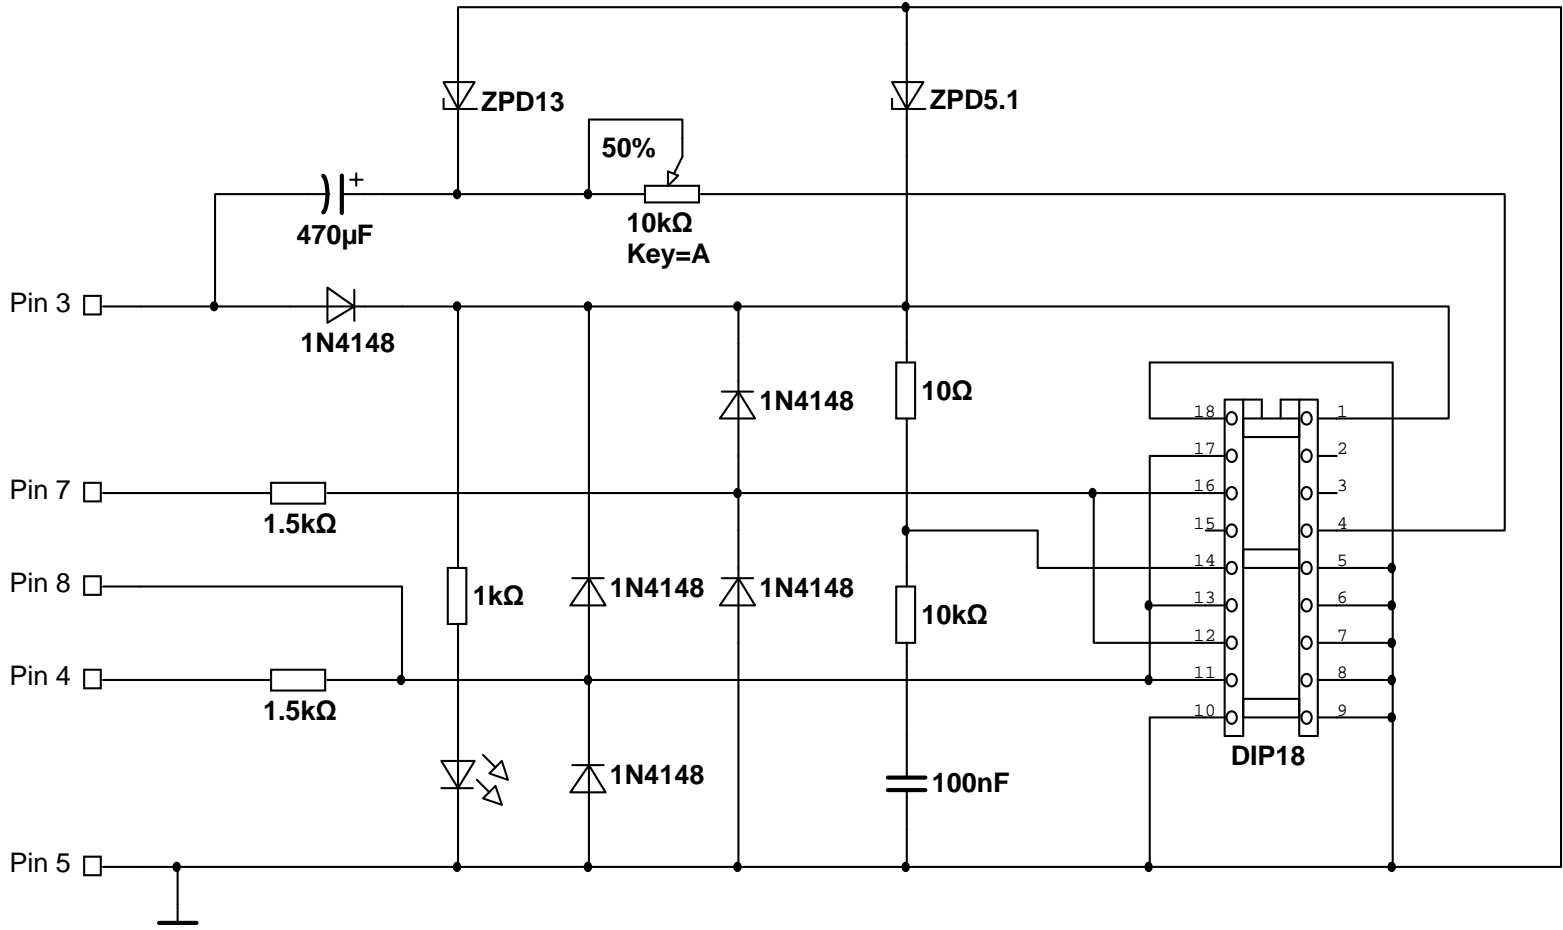 ZPD13
ZPD5.1
50%
470µF
10kΩ
Key=A
Pin 3
1N4148
1N4148
10Ω
18
1
17
2
Pin 7
16
3
1.5kΩ
15
4
14
5
Pin 8
1kΩ
1N4148
1N4148
13
6
10kΩ
12
7
Pin 4
11
8
1.5kΩ
10
9
DIP18
1N4148
100nF
Pin 5